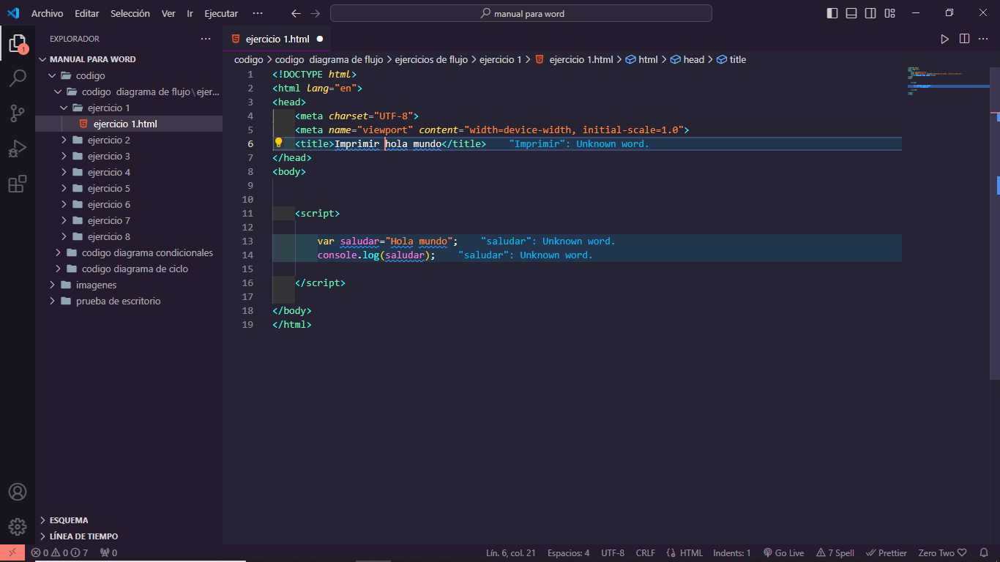 Archivo Editar Selección Ver Ir Ejecutar ···
manual para word
EXPLORADOR ···
1
MANUAL PARA WORD
codigo
codigo diagrama de flujo\ejer...
ejercicio 1
ejercicio 1.html
ejercicio 2
ejercicio 3
ejercicio 4
ejercicio 5
ejercicio 6
ejercicio 7
ejercicio 8
codigo diagrama condicionales
codigo diagrama de ciclo
imagenes
prueba de escritorio
ESQUEMA
LÍNEA DE TIEMPO
ejercicio 1.html
codigo > codigo diagrama de flujo > ejercicios de flujo > ejercicio 1 > ejercicio 1.html > html > head > title
1 <!DOCTYPE html>
2 <html lang="en">
3 <head>
4 <meta charset="UTF-8">
5 <meta name="viewport" content="width=device-width, initial-scale=1.0">
6 <title>Imprimir hola mundo</title> "Imprimir": Unknown word.
7 </head>
8 <body>
9
10
11 <script>
12
13 var saludar="Hola mundo"; "saludar": Unknown word.
14 console.log(saludar); "saludar": Unknown word.
15
16 </script>
17
18 </body>
19 </html>
0 0 7 0 Lín. 6, col. 21 Espacios: 4 UTF-8 CRLF {} HTML Indents: 1 Go Live 7 Spell Prettier Zero Two